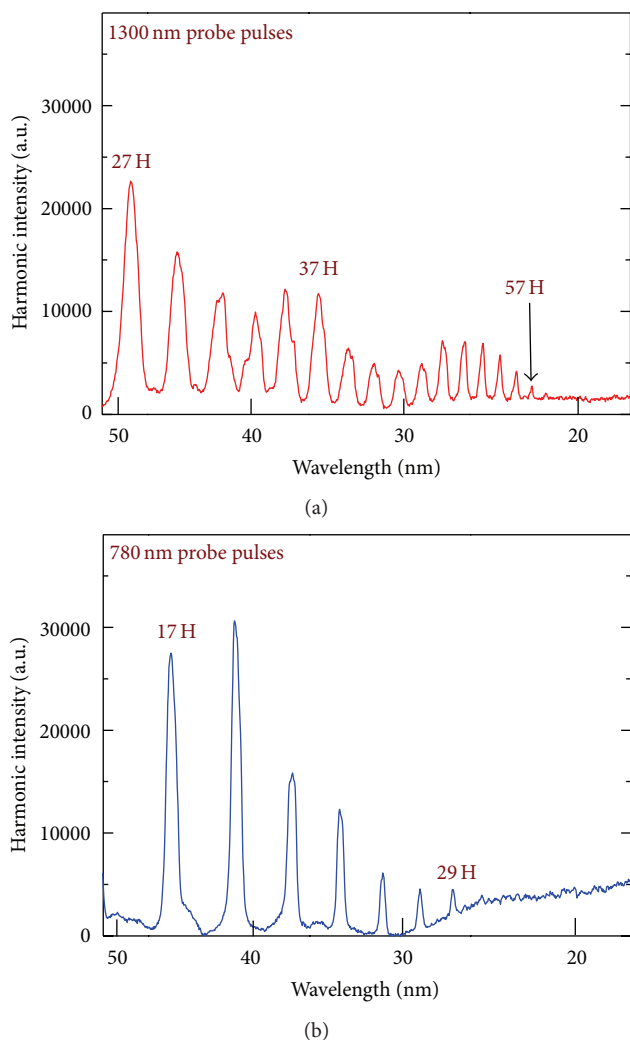 1300 nm probe pulses
Harmonic intensity (a.u.)
30000
20000
10000
0
27 H
37 H
57 H
50
40
30
20
Wavelength (nm)
(a)
780 nm probe pulses
Harmonic intensity (a.u.)
30000
20000
10000
0
17 H
29 H
50
40
30
20
Wavelength (nm)
(b)